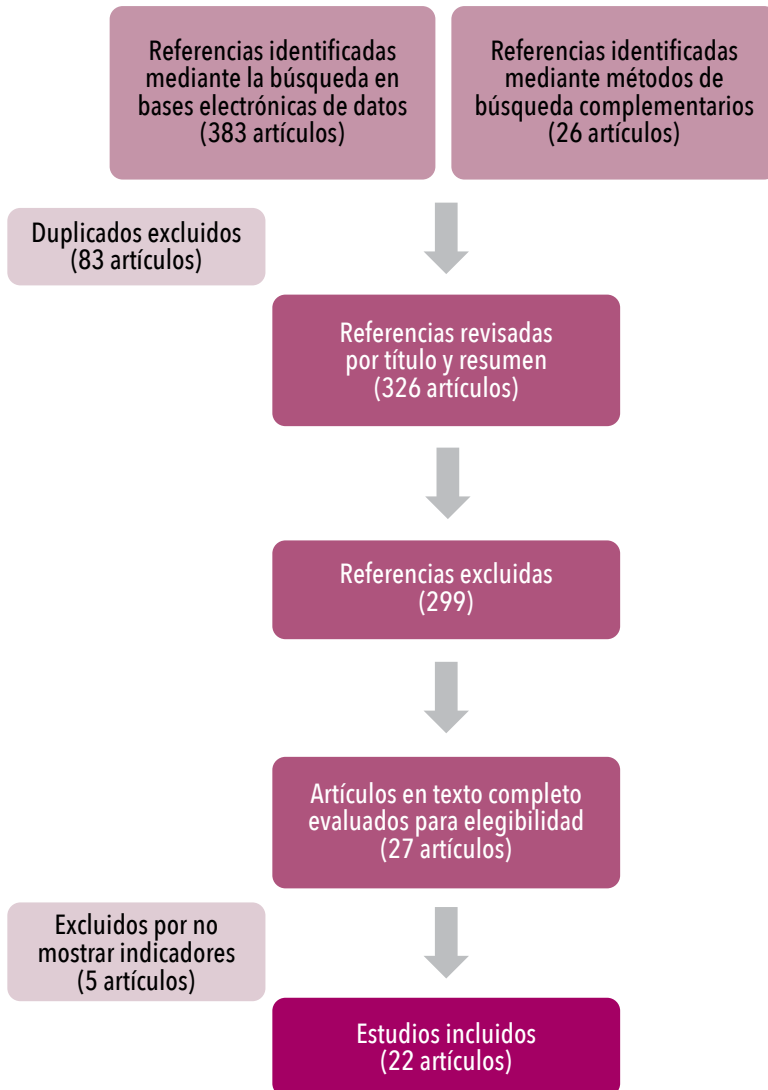 Referencias identificadas
mediante la búsqueda en
bases electrónicas de datos
(383 artículos)
Referencias identificadas
mediante métodos de
búsqueda complementarios
(26 artículos)
Duplicados excluidos
(83 artículos)
Referencias revisadas
por título y resumen
(326 artículos)
Referencias excluidas
(299)
Artículos en texto completo
evaluados para elegibilidad
(27 artículos)
Excluidos por no
mostrar indicadores
(5 artículos)
Estudios incluidos
(22 artículos)